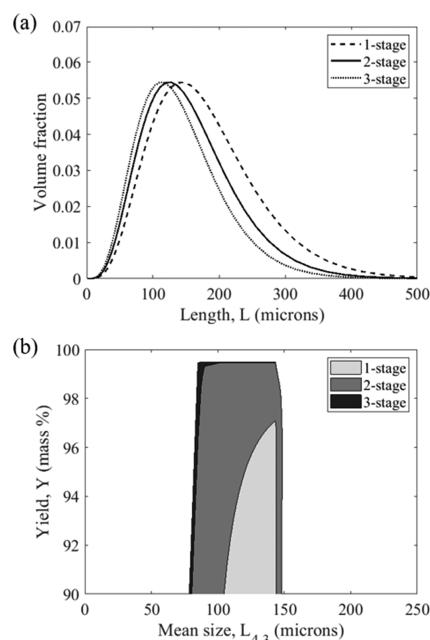 (a)
0.07
0.06
0.05
0.04
0.03
0.02
0.01
0
Volume fraction
1-stage
2-stage
3-stage
0 100 200 300 400 500
Length, L (microns)
(b)
100
98
96
94
92
90
Yield, Y (mass %)
1-stage
2-stage
3-stage
0 50 100 150 200 250
Mean size, L4,3 (microns)